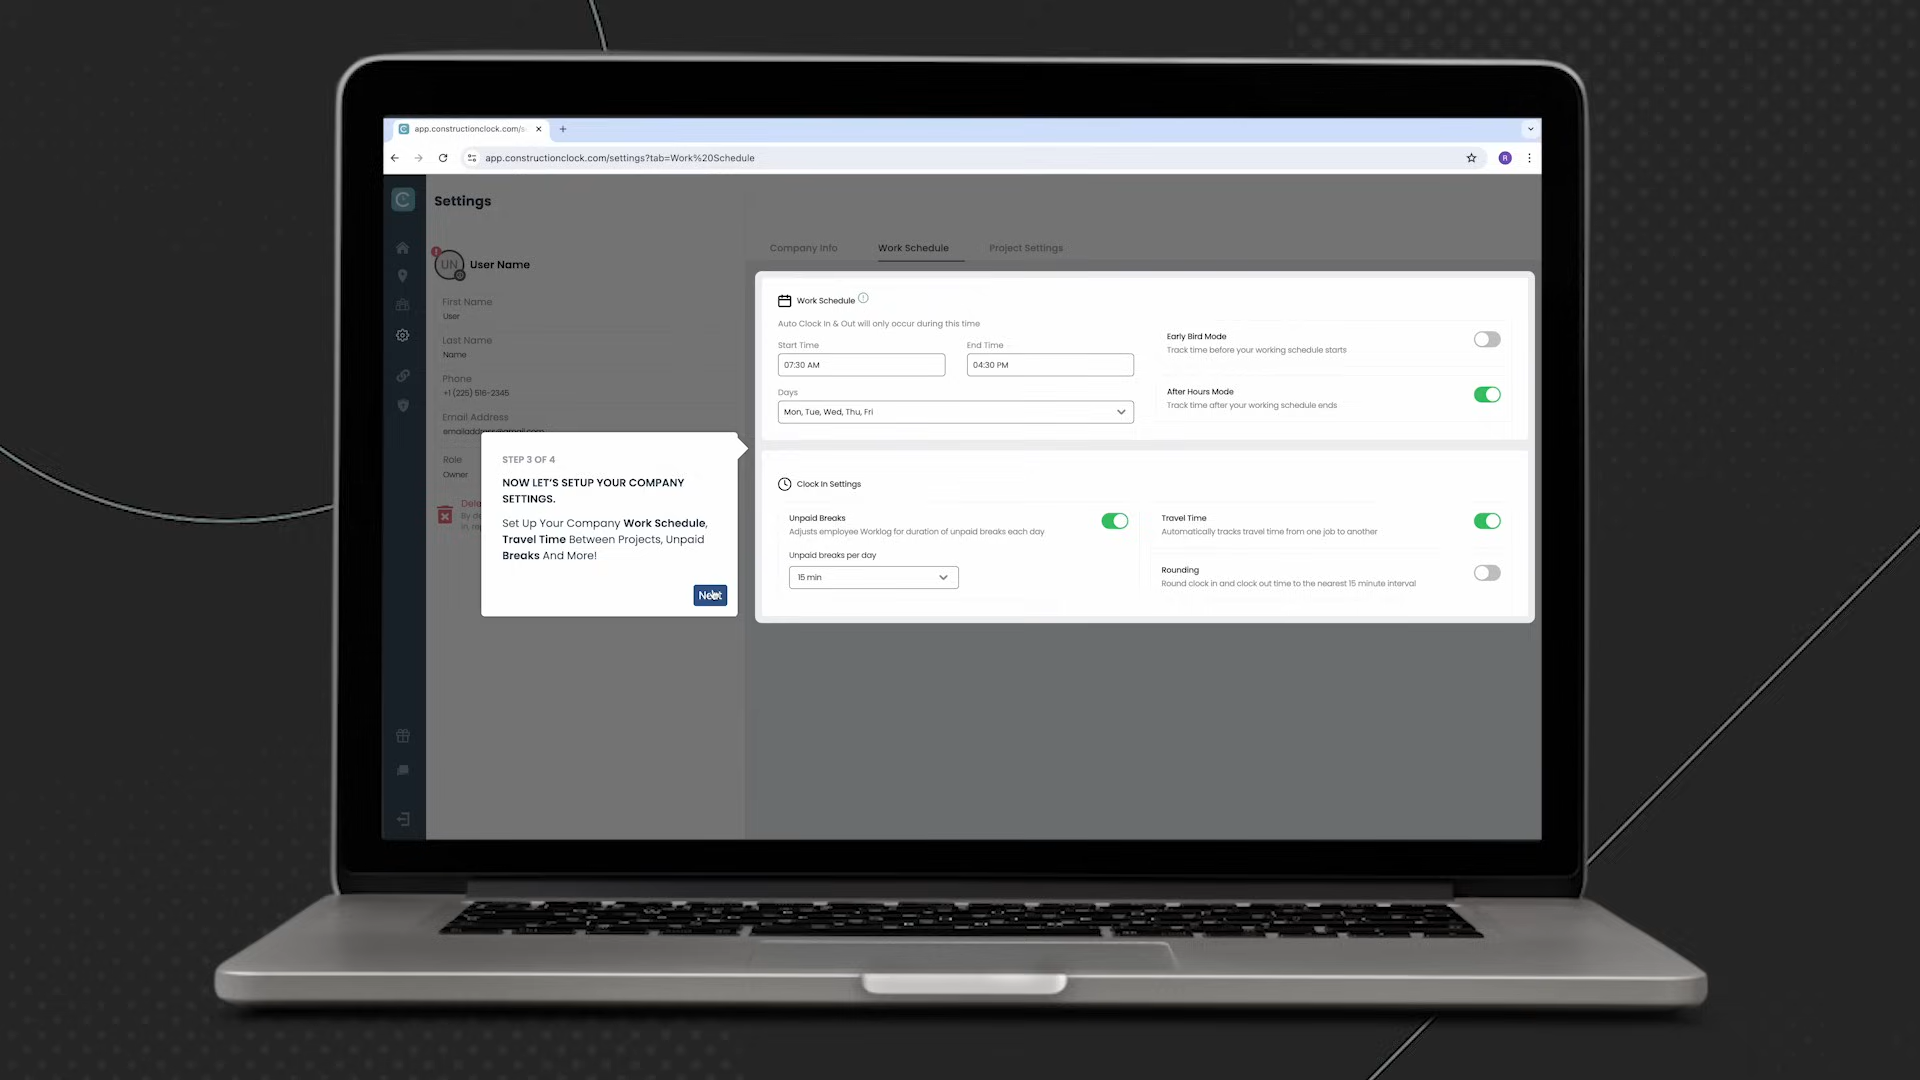 app.constructionclock.com/s
app.constructionclock.com/settings?tab=Work%20Schedule
R
Settings
UN
User Name
First Name
User
Last Name
Name
Phone
+1 (225) 516-2345
Email Address
emailaddress@gmail.com
Role
Owner
Company Info
Work Schedule
Project Settings
Work Schedule
Auto Clock In & Out will only occur during this time
Start Time
End Time
07:30 AM
04:30 PM
Days
Mon, Tue, Wed, Thu, Fri
Early Bird Mode
Track time before your working schedule starts
After Hours Mode
Track time after your working schedule ends
STEP 3 OF 4
NOW LET'S SETUP YOUR COMPANY
SETTINGS.
Set Up Your Company Work Schedule,
Travel Time Between Projects, Unpaid
Breaks And More!
Next
Clock In Settings
Unpaid Breaks
Adjusts employee Worklog for duration of unpaid breaks each day
Unpaid breaks per day
15 min
Travel Time
Automatically tracks travel time from one job to another
Rounding
Round clock in and clock out time to the nearest 15 minute interval